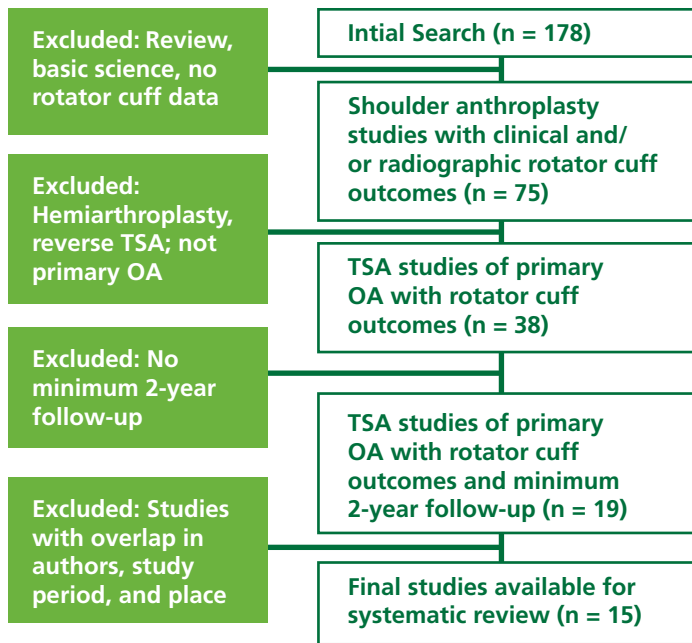 Excluded: Review,
basic science, no
rotator cuff data
Intial Search (n = 178)
Shoulder anthroplasty
studies with clinical and/
or radiographic rotator cuff
outcomes (n = 75)
Excluded:
Hemiarthroplasty,
reverse TSA; not
primary OA
TSA studies of primary
OA with rotator cuff
outcomes (n = 38)
Excluded: No
minimum 2-year
follow-up
TSA studies of primary
OA with rotator cuff
outcomes and minimum
2-year follow-up (n = 19)
Excluded: Studies
with overlap in
authors, study
period, and place
Final studies available for
systematic review (n = 15)